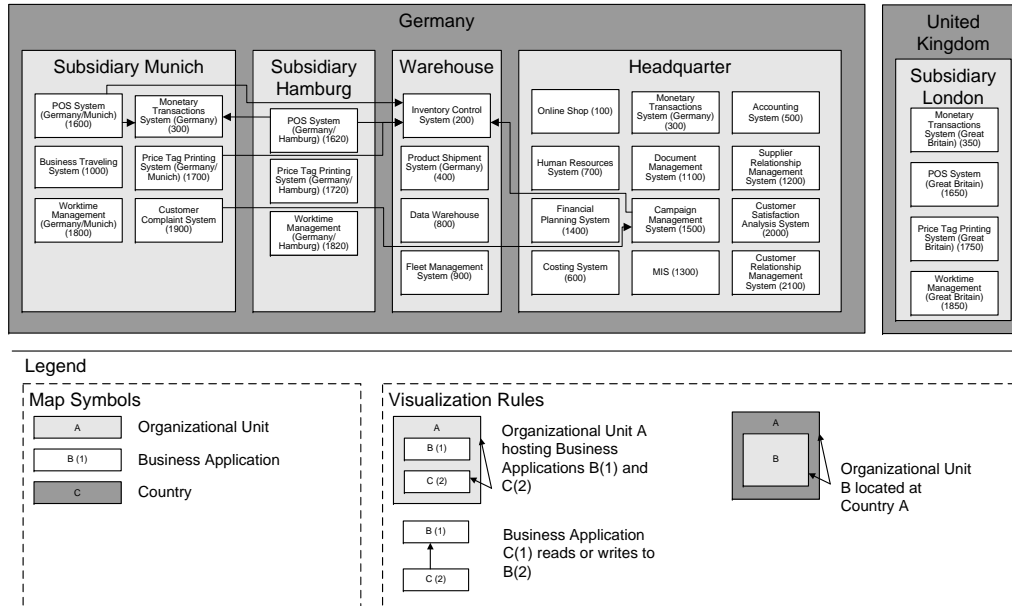 Germany
Subsidiary Munich
POS System
(Germany/Munich)
(1600)
Monetary
Transactions
System (Germany)
(300)
Business Traveling
System (1000)
Price Tag Printing
System (Germany/
Munich) (1700)
Worktime
Management
(Germany/Munich)
(1800)
Customer
Complaint System
(1900)
Subsidiary
Hamburg
POS System
(Germany/
Hamburg) (1620)
Price Tag Printing
System (Germany/
Hamburg) (1720)
Worktime
Management
(Germany/
Hamburg) (1820)
Warehouse
Inventory Control
System (200)
Product Shipment
System (Germany)
(400)
Data Warehouse
(800)
Fleet Management
System (900)
Headquarter
Online Shop (100)
Monetary
Transactions
System (Germany)
(300)
Accounting
System (500)
Human Resources
System (700)
Document
Management
System (1100)
Supplier
Relationship
Management
System (1200)
Financial
Planning System
(1400)
Campaign
Management
System (1500)
Customer
Satisfaction
Analysis System
(2000)
Costing System
(600)
MIS (1300)
Customer
Relationship
Management
System (2100)
United
Kingdom
Subsidiary
London
Monetary
Transactions
System (Great
Britain) (350)
POS System
(Great Britain)
(1650)
Price Tag Printing
System (Great
Britain) (1750)
Worktime
Management
(Great Britain)
(1850)
Legend
Map Symbols
A
Organizational Unit
B (1)
Business Application
C
Country
Visualization Rules
A
B (1)
C (2)
Organizational Unit A
hosting Business
Applications B(1) and
C(2)
B (1)
C (2)
Business Application
C(1) reads or writes to
B(2)
A
B
Organizational Unit
B located at
Country A